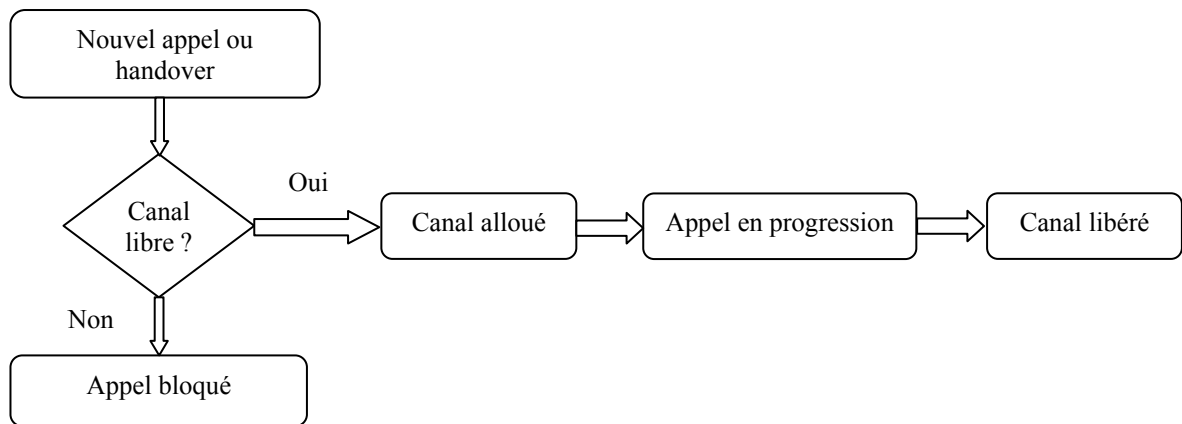 Nouvel appel ou
handover
Oui
Canal
libre ?
Canal alloué
Appel en progression
Canal libéré
Non
Appel bloqué